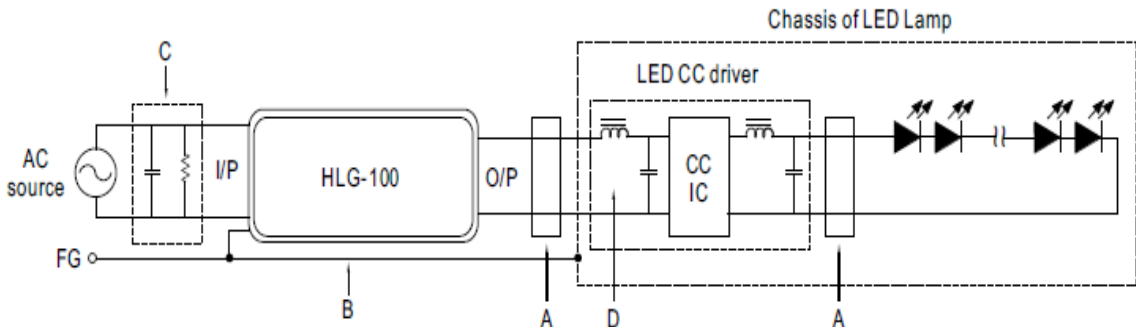 Chassis of LED Lamp
C
LED CC driver
AC
source
I/P
HLG-100
O/P
CC
IC
FG
B
A
D
A